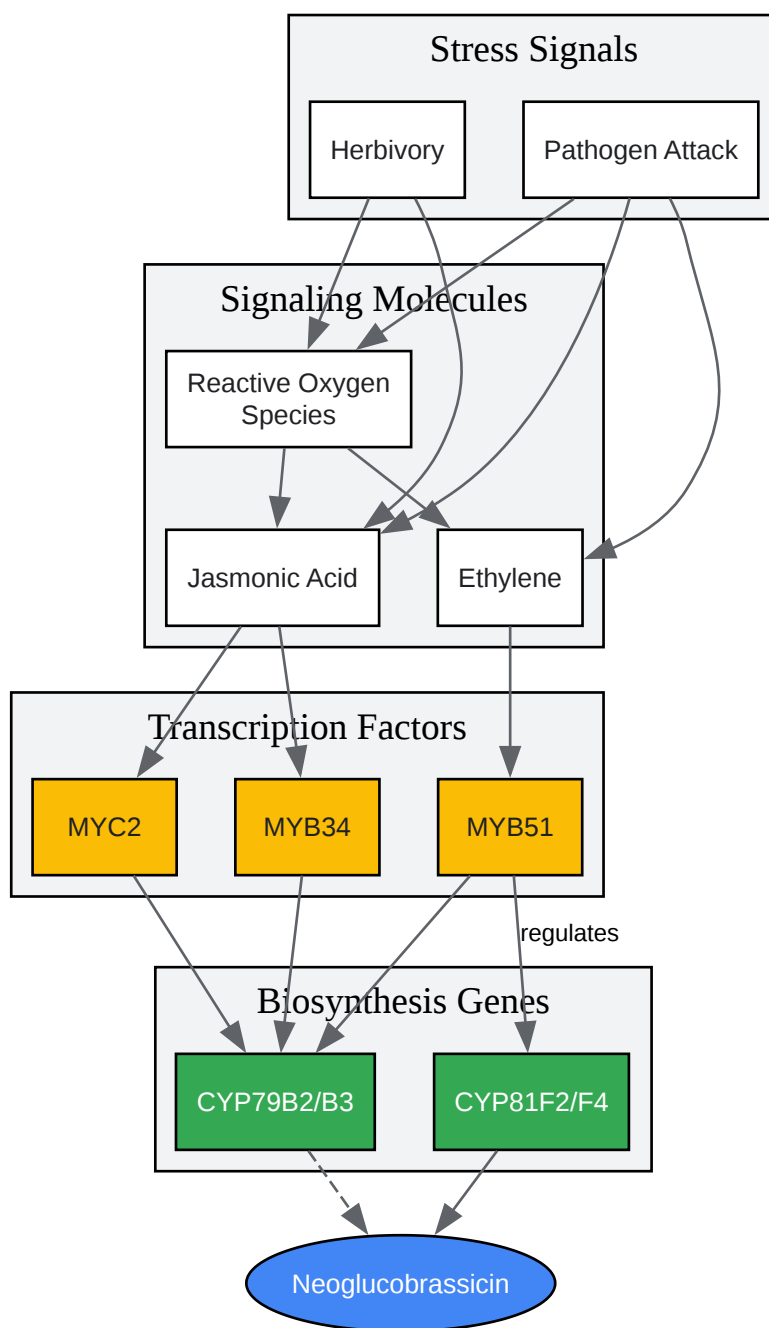 Stress Signals
Herbivory
Pathogen Attack
Signaling Molecules
Reactive Oxygen
Species
Jasmonic Acid
Ethylene
Transcription Factors
MYC2
MYB34
MYB51
regulates
Biosynthesis Genes
CYP79B2/B3
CYP81F2/F4
Neoglucobrassicin